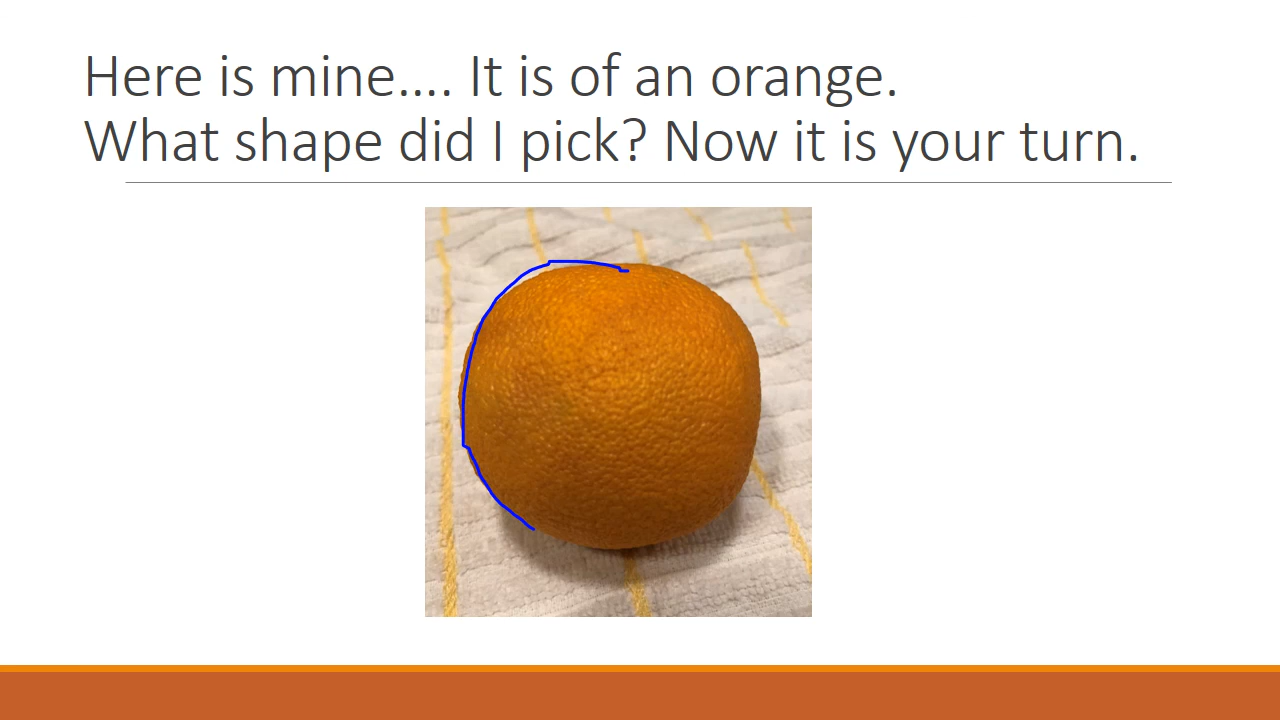 Here is mine…. It is of an orange.
What shape did I pick? Now it is your turn.